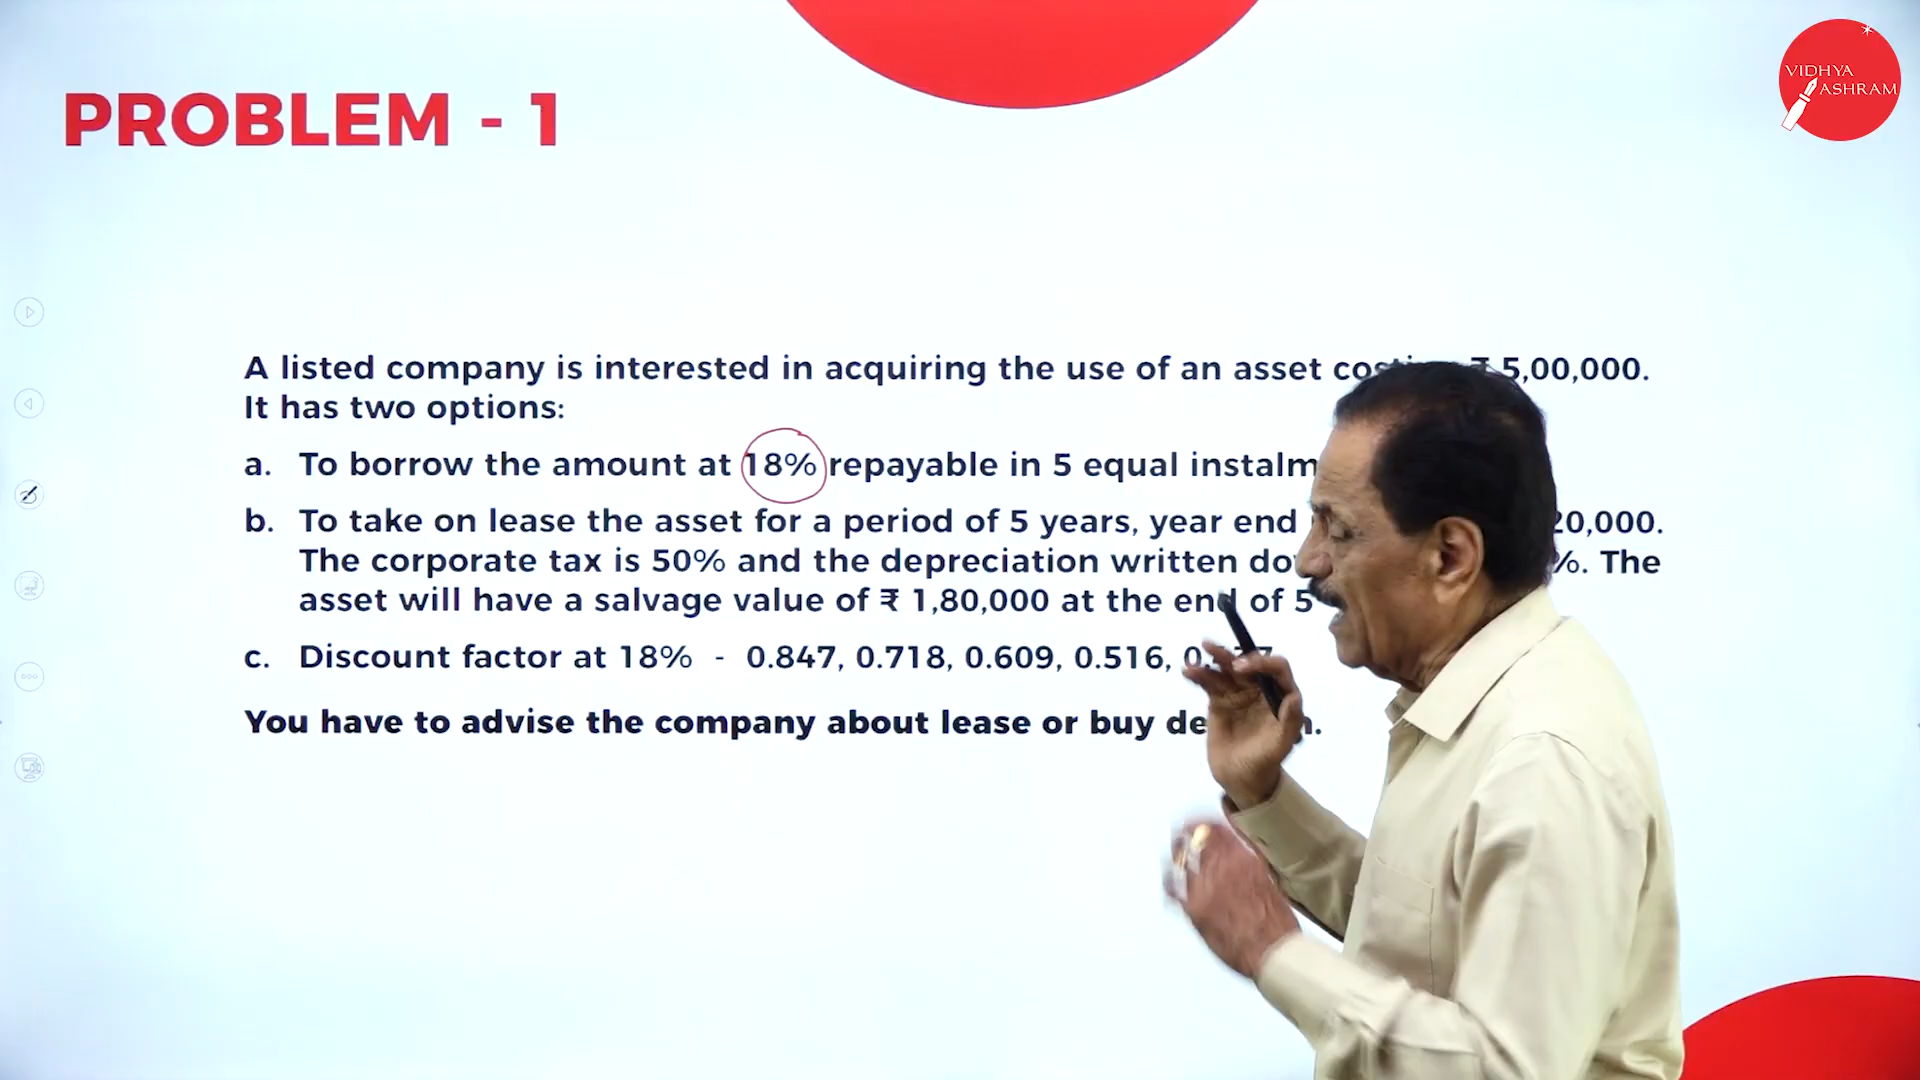 VIDHYA
ASHRAM
PROBLEM - 1
A listed company is interested in acquiring the use of an asset ₹ 5,00,000.
It has two options:
a. To borrow the amount at 18% repayable in 5 equal
b. To take on lease the asset for a period of 5 years, year end 20,000.
The corporate tax is 50% and the depreciation written %. The
asset will have a salvage value of ₹ 1,80,000 at the end of 5
c. Discount factor at 18% - 0.847, 0.718, 0.609, 0.516,
You have to advise the company about lease or buy